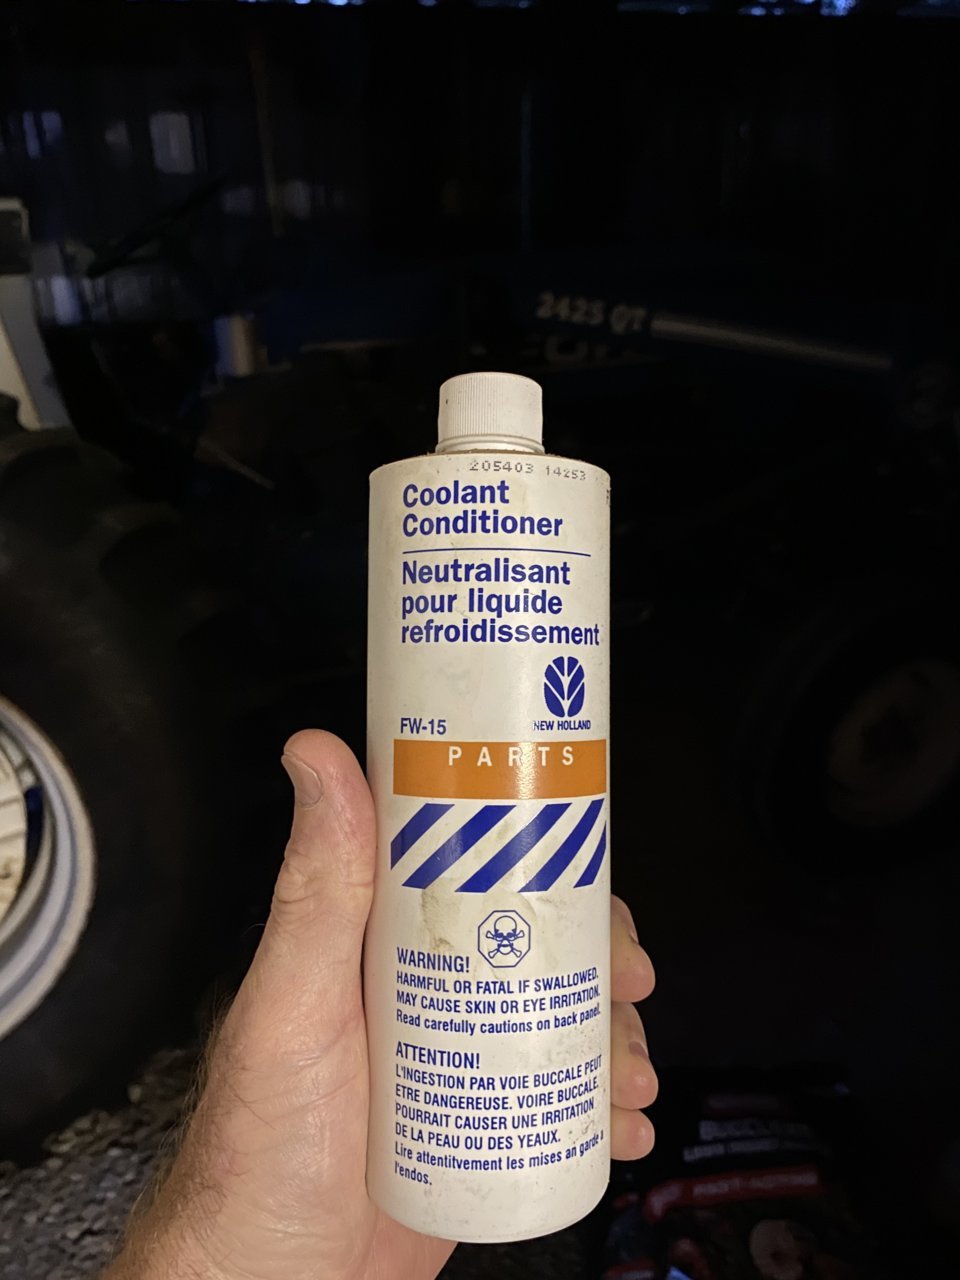 2425 QT
205403 14253
Coolant
Conditioner
Neutralisant
pour liquide
refroidissement
NEW HOLLAND
FW-15
PARTS
WARNING!
HARMFUL OR FATAL IF SWALLOWED.
MAY CAUSE SKIN OR EYE IRRITATION.
Read carefully cautions on back panel.
ATTENTION!
L'INGESTION PAR VOIE BUCCALE PEUT
ETRE DANGEREUSE. VOIRE BUCCALE.
POURRAIT CAUSER UNE IRRITATION
DE LA PEAU OU DES YEUX.
Lire attentitvement les mises an garde a
l'endos.